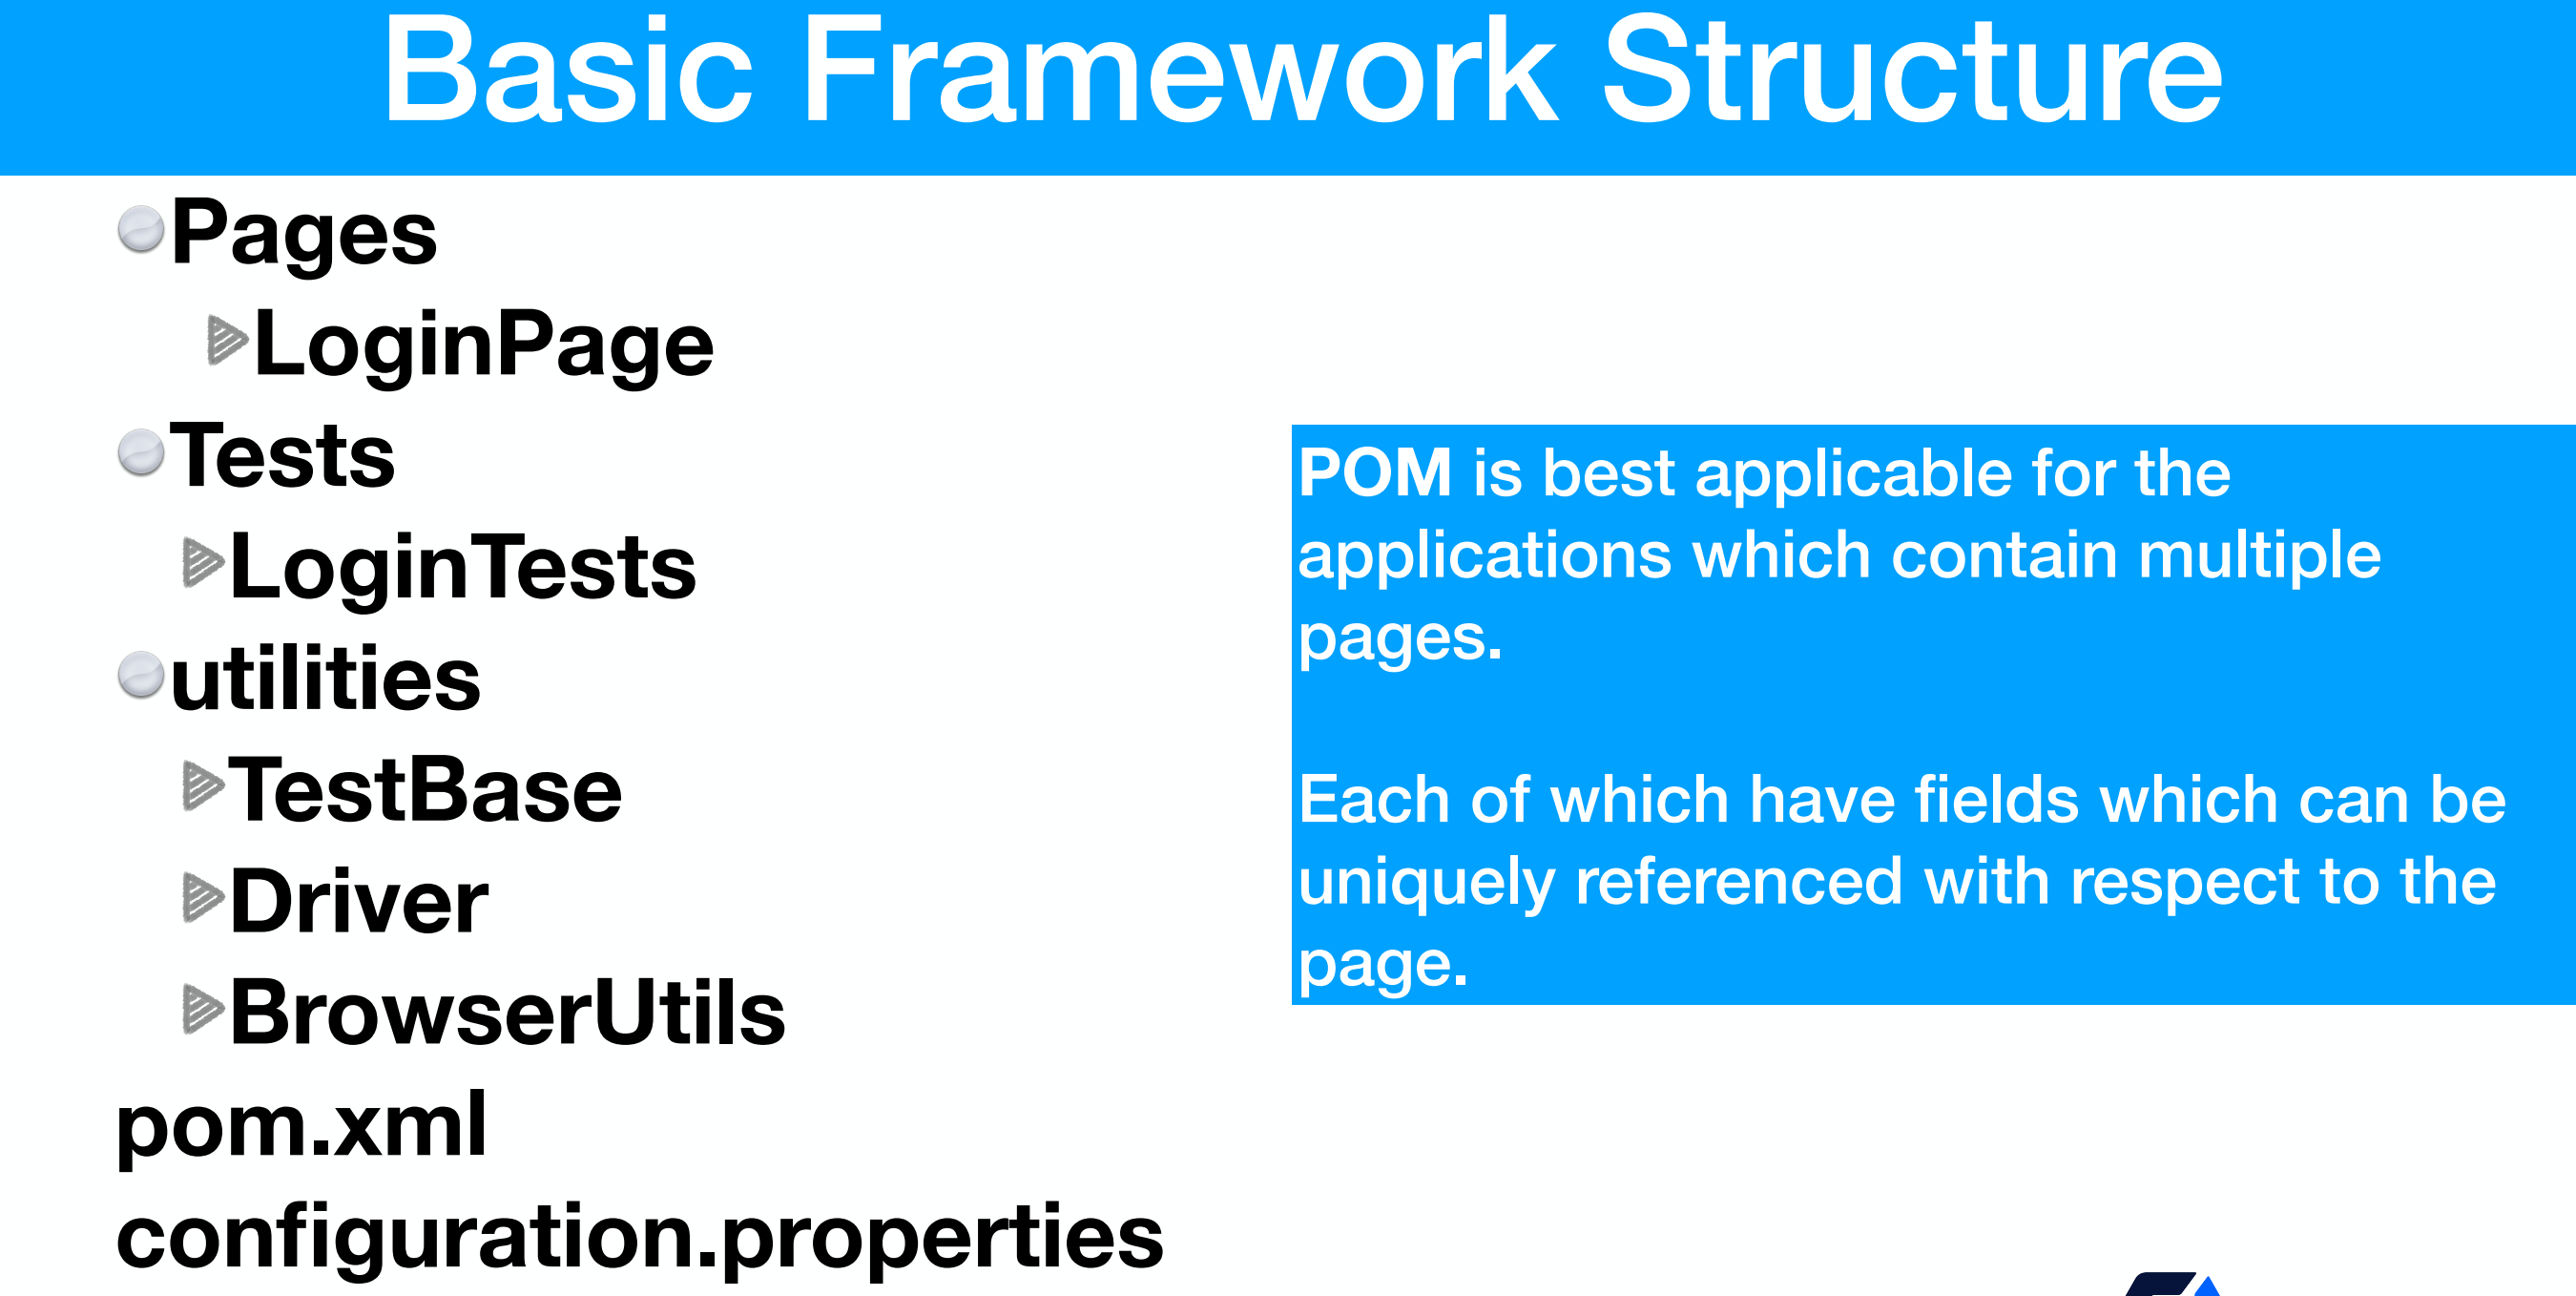 Basic Framework Structure
Pages
LoginPage
Tests
LoginTests
utilities
TestBase
Driver
BrowserUtils
pom.xml
configuration.properties
POM is best applicable for the
applications which contain multiple
pages.
Each of which have fields which can be
uniquely referenced with respect to the
page.